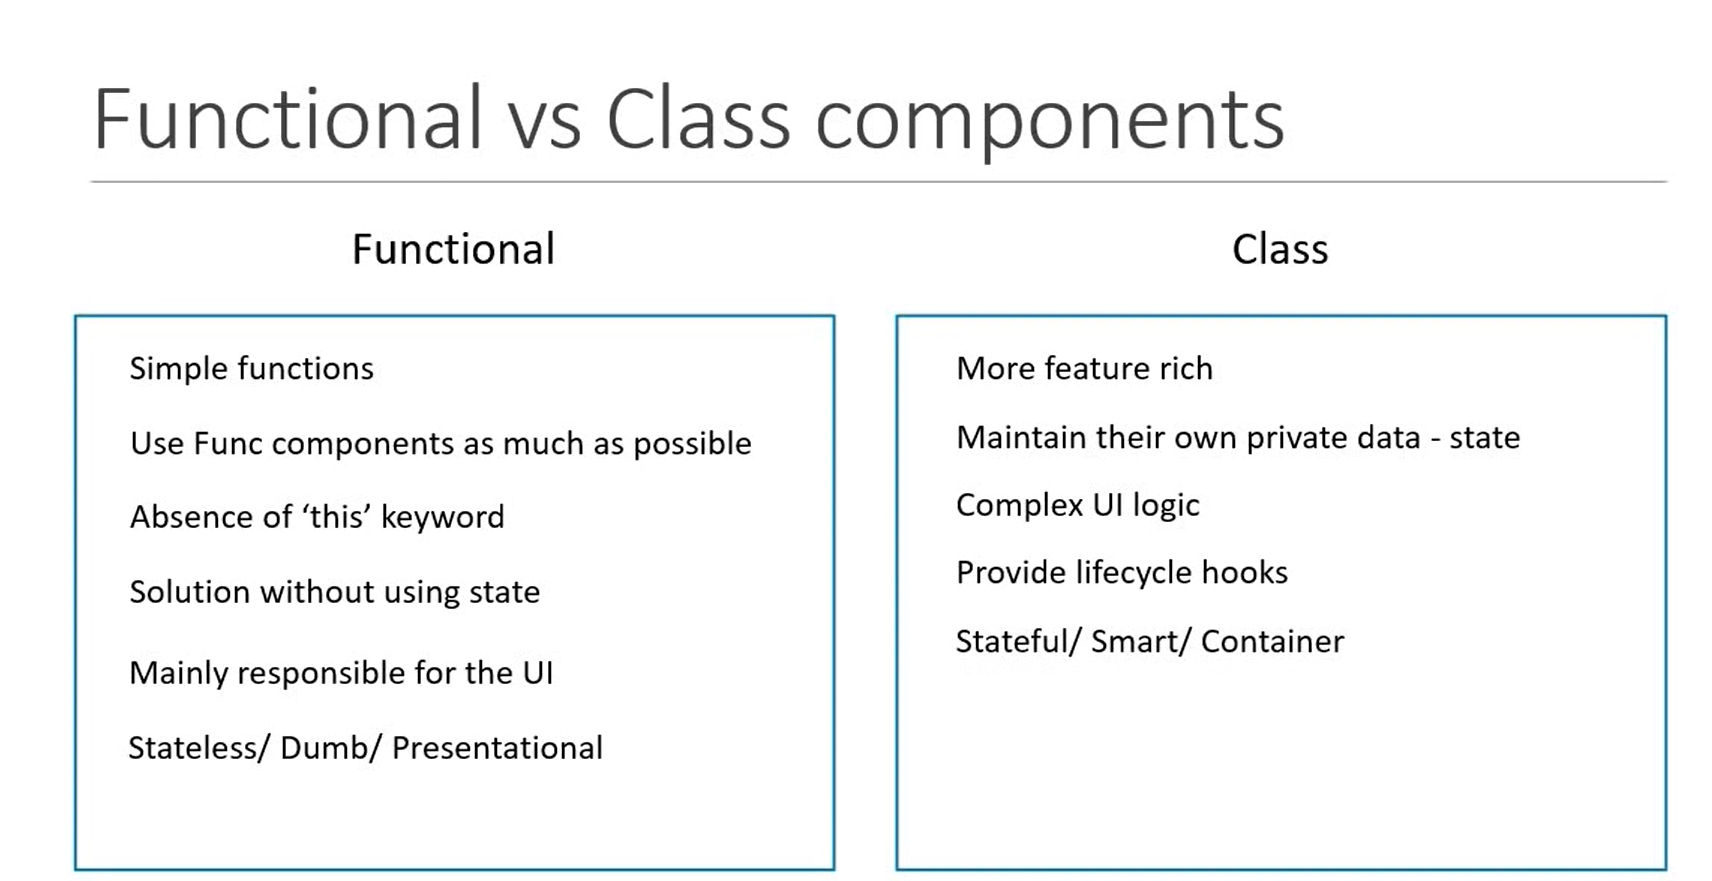 Functional vs Class components
Functional
Simple functions
Use Func components as much as possible
Absence of ‘this’ keyword
Solution without using state
Mainly responsible for the UI
Stateless/ Dumb/ Presentational
Class
More feature rich
Maintain their own private data - state
Complex UI logic
Provide lifecycle hooks
Stateful/ Smart/ Container